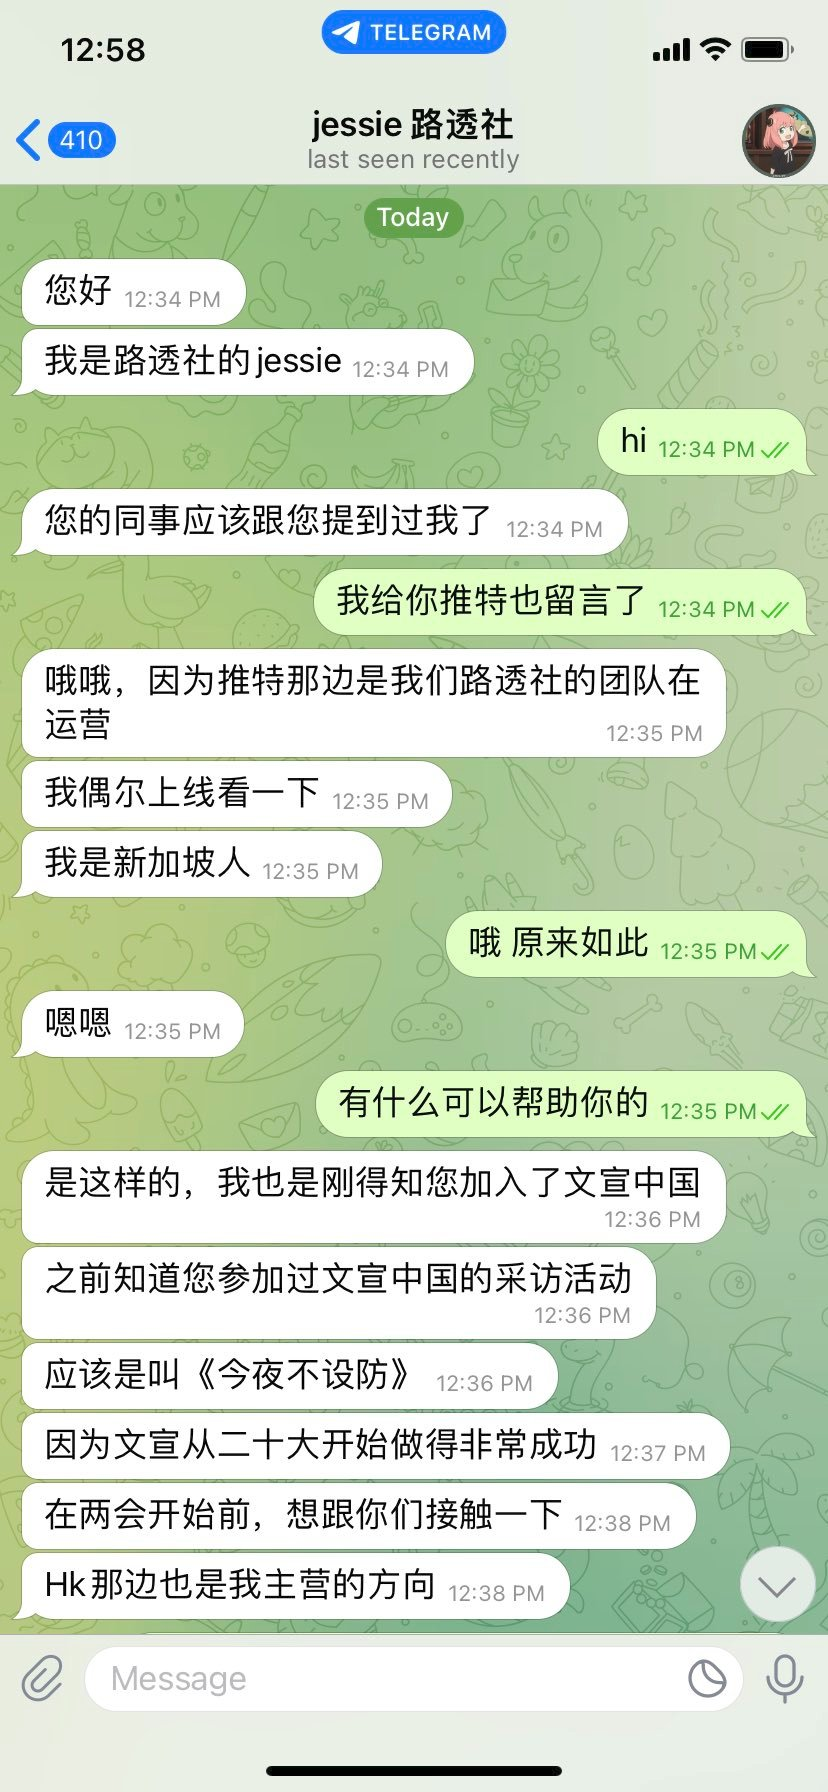 12:58
TELEGRAM
410
jessie 路透社
last seen recently
Today
您好 12:34 PM
我是路透社的jessie 12:34 PM
hi 12:34 PM
您的同事应该跟您提到过我了 12:34 PM
我给你推特也留言了 12:34 PM
哦哦，因为推特那边是我们路透社的团队在
运营 12:35 PM
我偶尔上线看一下 12:35 PM
我是新加坡人 12:35 PM
哦 原来如此 12:35 PM
嗯嗯 12:35 PM
有什么可以帮助你的 12:35 PM
是这样的，我也是刚得知您加入了文宣中国
12:36 PM
之前知道您参加过文宣中国的采访活动
12:36 PM
应该是叫《今夜不设防》 12:36 PM
因为文宣从二十大开始做得非常成功 12:37 PM
在两会开始前，想跟你们接触一下 12:38 PM
Hk那边也是我主营的方向 12:38 PM
Message